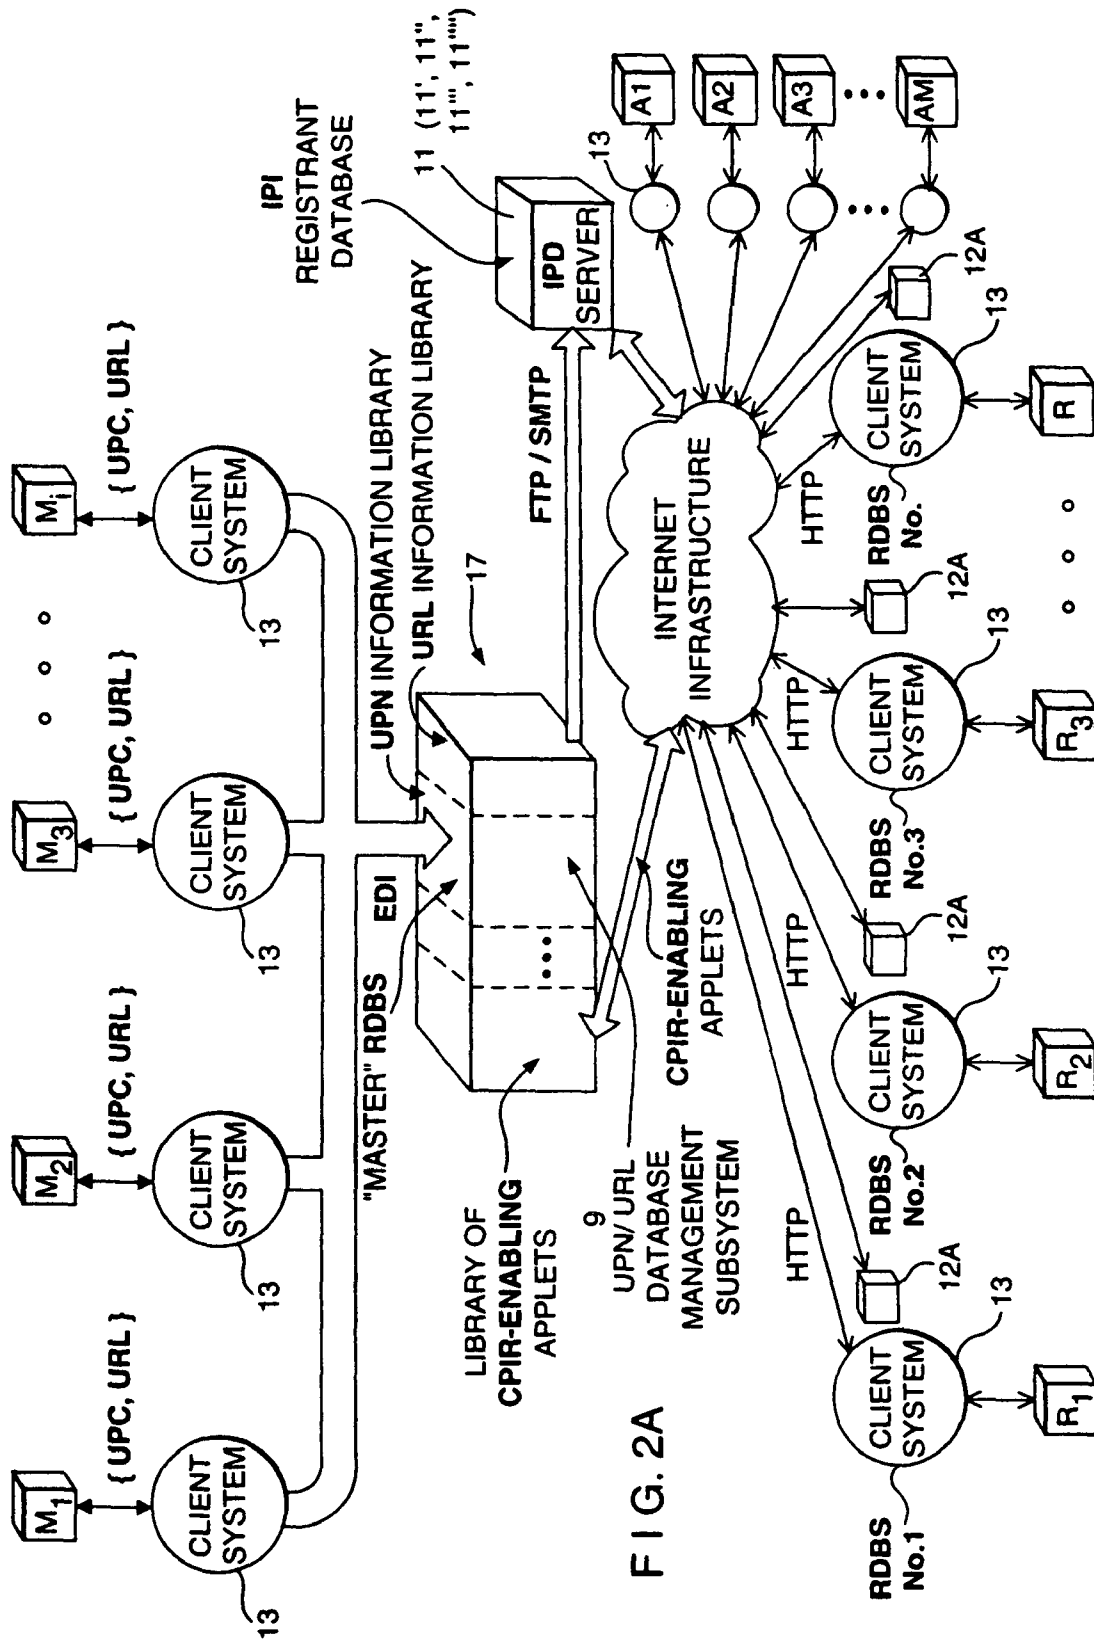 M1
M2
M3
Mi
{ UPC, URL }
{ UPC, URL }
{ UPC, URL }
{ UPC, URL }
CLIENT
SYSTEM
CLIENT
SYSTEM
CLIENT
SYSTEM
CLIENT
SYSTEM
13
13
13
13
"MASTER" RDBS
EDI
UPN INFORMATION LIBRARY
URL INFORMATION LIBRARY
17
IPI
REGISTRANT
DATABASE
11 (11', 11",
11''', 11'''')
IPD
SERVER
FTP / SMTP
LIBRARY OF
CPIR-ENABLING
APPLETS
9
UPN/ URL
DATABASE
MANAGEMENT
SUBSYSTEM
CPIR-ENABLING
APPLETS
INTERNET
INFRASTRUCTURE
13
A1
A2
A3
AM
FIG. 2A
HTTP
HTTP
HTTP
HTTP
12A
12A
12A
12A
RDBS
No.1
CLIENT
SYSTEM
13
R1
RDBS
No.2
CLIENT
SYSTEM
13
R2
RDBS
No.3
CLIENT
SYSTEM
13
R3
RDBS
No.
CLIENT
SYSTEM
13
R